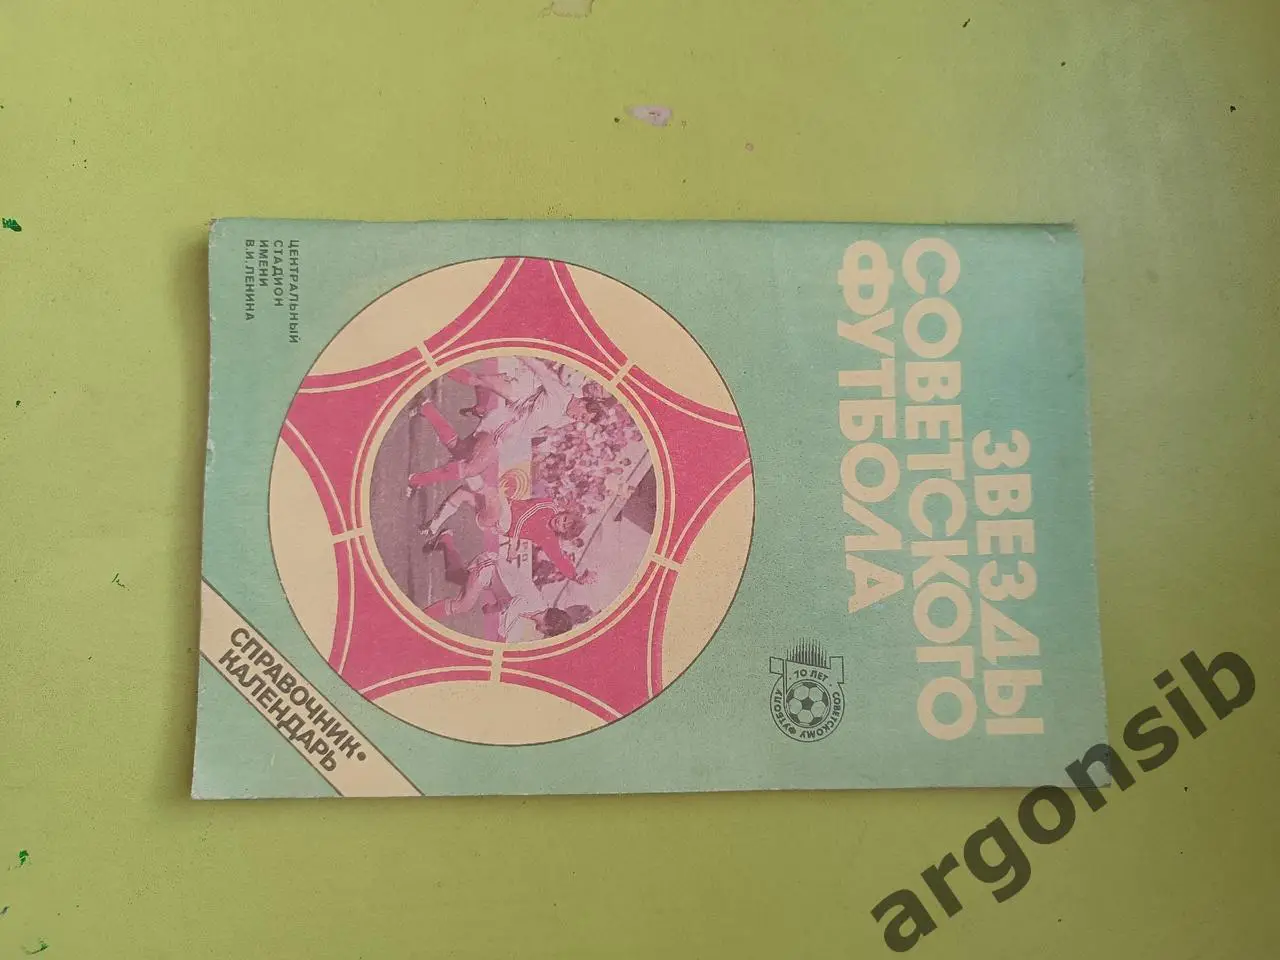 ЗВЕЗДЫ
СОВЕТСКОГО
ФУТБОЛА
70 ЛЕТ
СОВЕТСКОМУ ФУТБОЛУ
ЦЕНТРАЛЬНЫЙ
СТАДИОН
ИМЕНИ
В.И.ЛЕНИНА
СПРАВОЧНИК•
КАЛЕНДАРЬ
argonsib